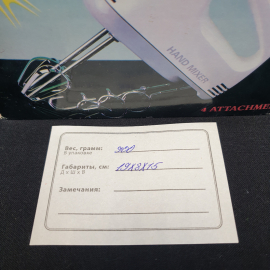 HAND MIXER
4 ATTACHME
Вес, грамм: 900
В упаковке
Габариты, см: 19х8х15
Д х Ш х В
Замечания: